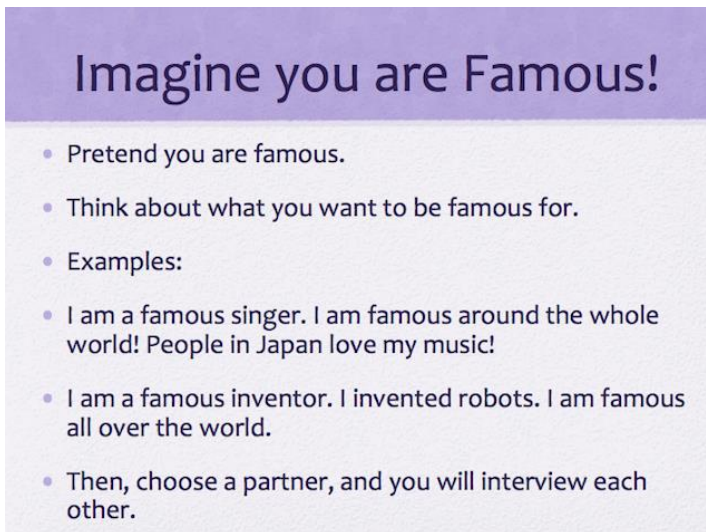 Imagine you are Famous!
• Pretend you are famous.
• Think about what you want to be famous for.
• Examples:
• I am a famous singer. I am famous around the whole
world! People in Japan love my music!
• I am a famous inventor. I invented robots. I am famous
all over the world.
• Then, choose a partner, and you will interview each
other.